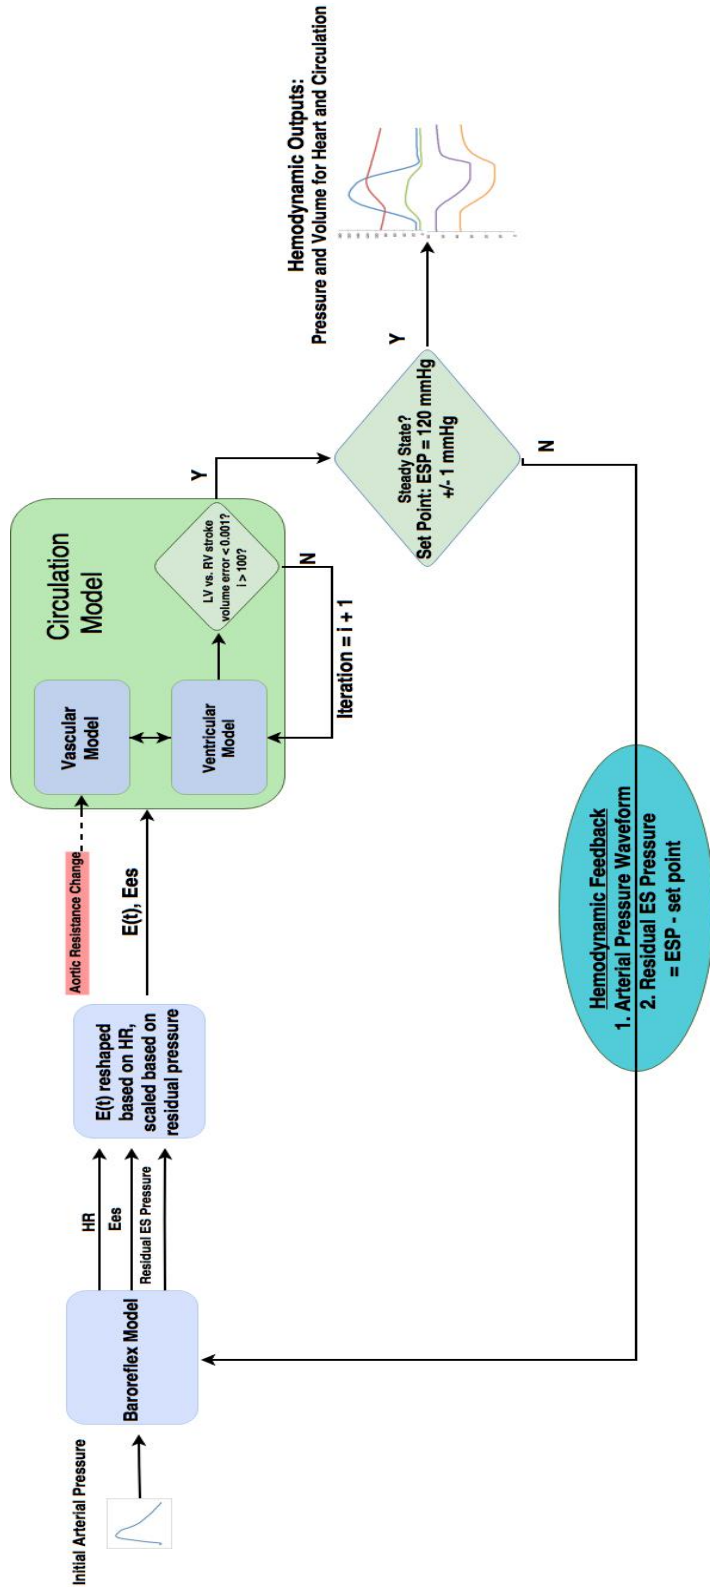 Initial Arterial Pressure
Baroreflex Model
HR
Ees
Residual ES Pressure
E(t) reshaped
based on HR,
scaled based on
residual pressure
Aortic Resistance Change
E(t), Ees
Circulation
Model
Vascular
Model
Ventricular
Model
LV vs. RV stroke
volume error < 0.001?
i > 100?
N
Iteration = i + 1
Y
Steady State?
Set Point: ESP = 120 mmHg
+/- 1 mmHg
Y
N
Hemodynamic Outputs:
Pressure and Volume for Heart and Circulation
Hemodynamic Feedback
1. Arterial Pressure Waveform
2. Residual ES Pressure
= ESP - set point